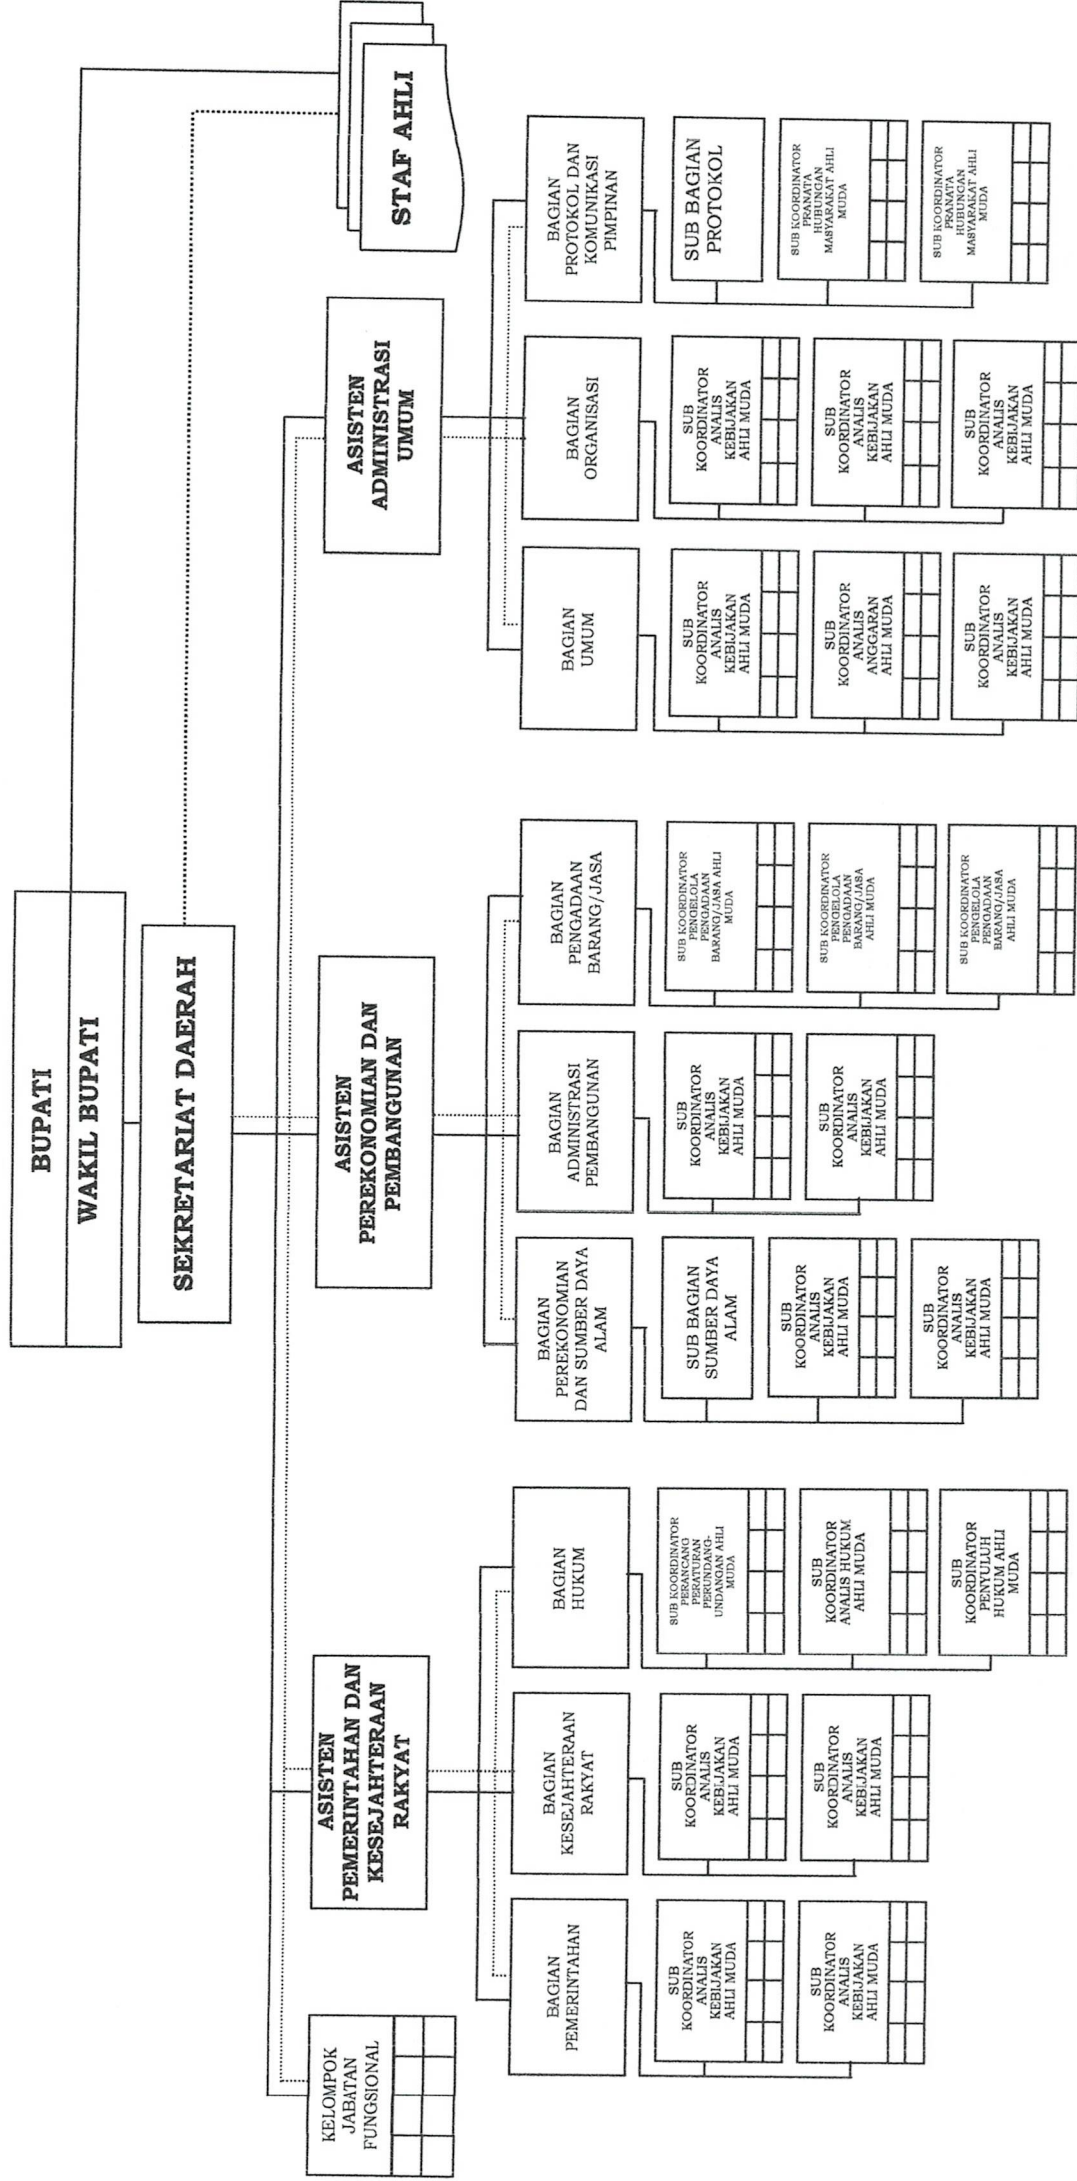 BUPATI
WAKIL BUPATI
SEKRETARIAT DAERAH
STAF AHLI
KELOMPOK
JABATAN
FUNGSIONAL
ASISTEN
PEMERINTAHAN DAN
KESEJAHTERAAN
RAKYAT
ASISTEN
PEREKONOMIAN DAN
PEMBANGUNAN
ASISTEN
ADMINISTRASI
UMUM
BAGIAN
PEMERINTAHAN
SUB
KOORDINATOR
ANALIS
KEBIJAKAN
AHLI MUDA
SUB
KOORDINATOR
ANALIS
KEBIJAKAN
AHLI MUDA
BAGIAN
KESEJAHTERAAN
RAKYAT
SUB
KOORDINATOR
ANALIS
KEBIJAKAN
AHLI MUDA
SUB
KOORDINATOR
ANALIS
KEBIJAKAN
AHLI MUDA
BAGIAN
HUKUM
SUB KOORDINATOR
PERANCANG
PERATURAN
PERUNDANG-
UNDANGAN AHLI
MUDA
SUB
KOORDINATOR
ANALIS HUKUM
AHLI MUDA
SUB
KOORDINATOR
PENYULUH
HUKUM AHLI
MUDA
BAGIAN
PEREKONOMIAN
DAN SUMBER DAYA
ALAM
SUB BAGIAN
SUMBER DAYA
ALAM
SUB
KOORDINATOR
ANALIS
KEBIJAKAN
AHLI MUDA
SUB
KOORDINATOR
ANALIS
KEBIJAKAN
AHLI MUDA
BAGIAN
ADMINISTRASI
PEMBANGUNAN
SUB
KOORDINATOR
ANALIS
KEBIJAKAN
AHLI MUDA
SUB
KOORDINATOR
ANALIS
KEBIJAKAN
AHLI MUDA
BAGIAN
PENGADAAN
BARANG/JASA
SUB KOORDINATOR
PENGELOLA
PENGADAAN
BARANG/JASA AHLI
MUDA
SUB KOORDINATOR
PENGELOLA
PENGADAAN
BARANG/JASA
AHLI MUDA
SUB KOORDINATOR
PENGELOLA
PENGADAAN
BARANG/JASA
AHLI MUDA
BAGIAN
UMUM
SUB
KOORDINATOR
ANALIS
KEBIJAKAN
AHLI MUDA
SUB
KOORDINATOR
ANALIS
ANGGARAN
AHLI MUDA
SUB
KOORDINATOR
ANALIS
KEBIJAKAN
AHLI MUDA
BAGIAN
ORGANISASI
SUB
KOORDINATOR
ANALIS
KEBIJAKAN
AHLI MUDA
SUB
KOORDINATOR
ANALIS
KEBIJAKAN
AHLI MUDA
SUB
KOORDINATOR
ANALIS
KEBIJAKAN
AHLI MUDA
BAGIAN
PROTOKOL DAN
KOMUNIKASI
PIMPINAN
SUB BAGIAN
PROTOKOL
SUB KOORDINATOR
PRANATA
HUBUNGAN
MASYARAKAT AHLI
MUDA
SUB KOORDINATOR
PRANATA
HUBUNGAN
MASYARAKAT AHLI
MUDA